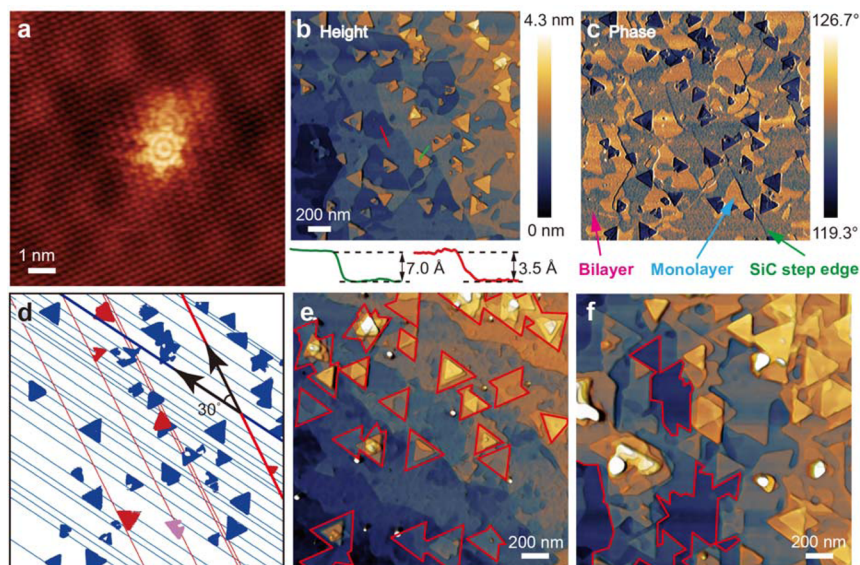 a
1 nm
b Height
200 nm
4.3 nm
0 nm
c Phase
126.7°
119.3°
7.0 Å
3.5 Å
Bilayer
Monolayer
SiC step edge
d
30°
e
200 nm
f
200 nm